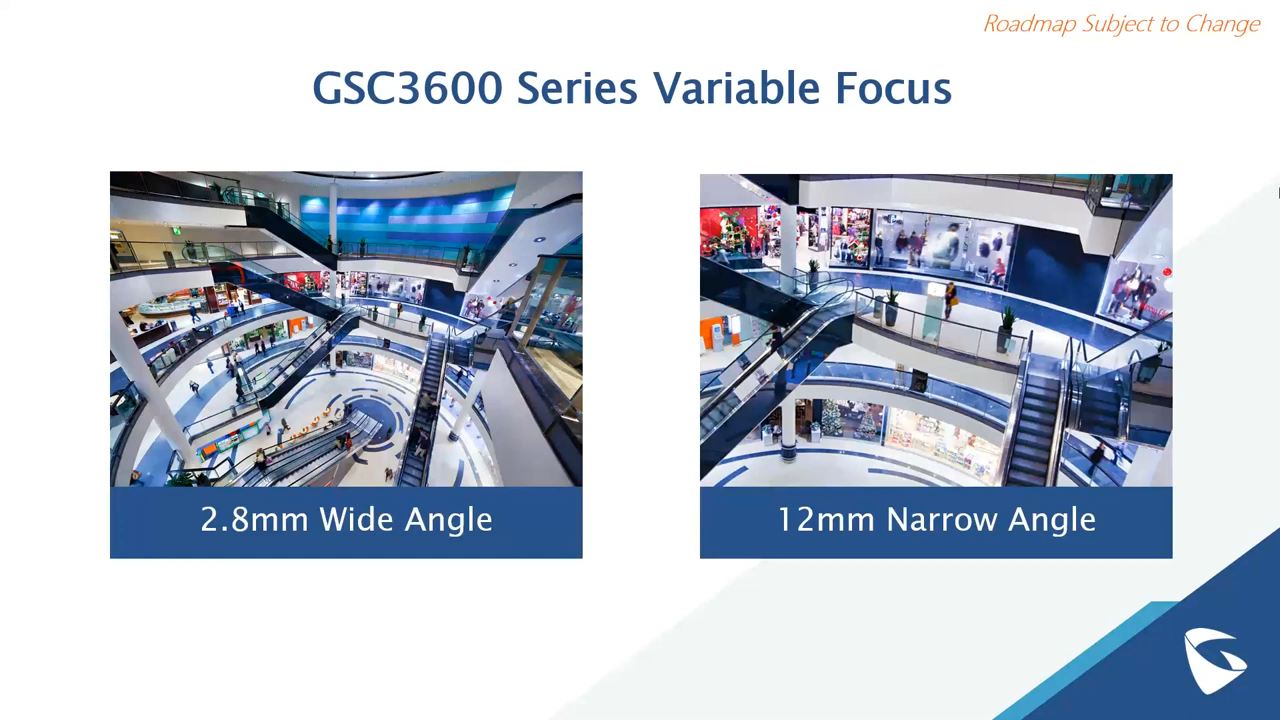 Roadmap Subject to Change
GSC3600 Series Variable Focus
2.8mm Wide Angle
12mm Narrow Angle